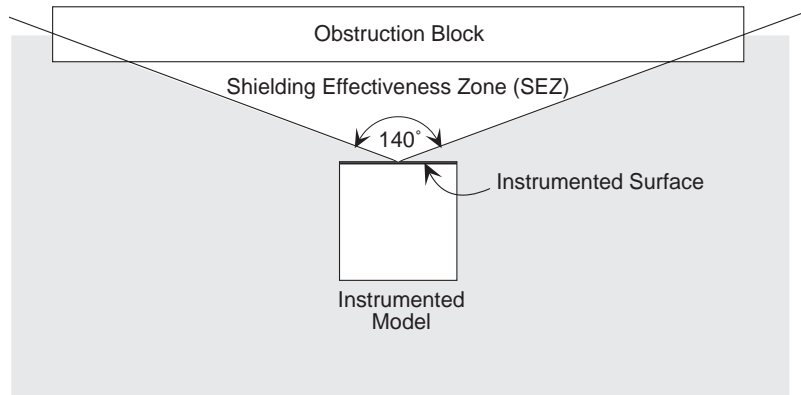 Obstruction Block
Shielding Effectiveness Zone (SEZ)
140˚
Instrumented Surface
Instrumented
Model